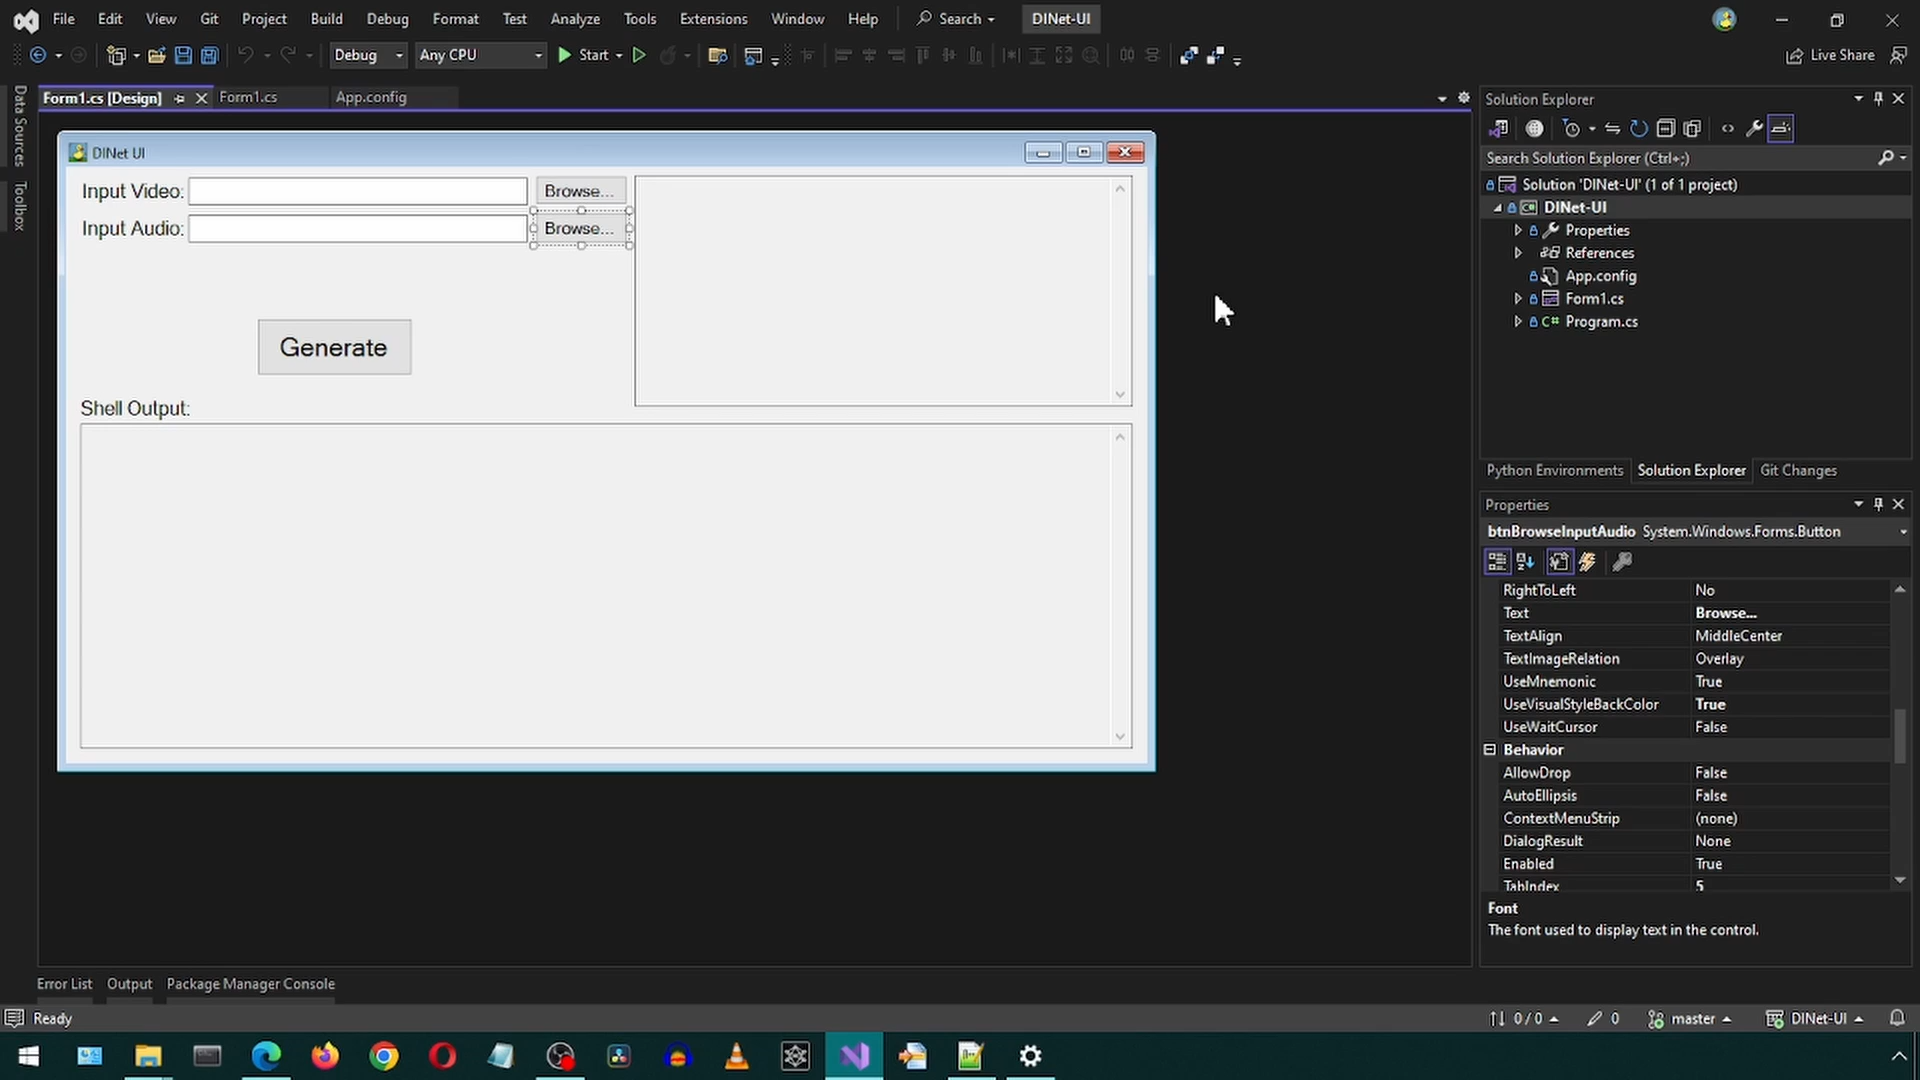 File Edit View Git Project Build Debug Format Test Analyze Tools Extensions Window Help Search DINet-UI
Debug Any CPU Start Live Share
Data Sources
Toolbox
Form1.cs [Design] Form1.cs App.config
DINet UI
Input Video: Browse...
Input Audio: Browse...
Generate
Shell Output:
Solution Explorer
Search Solution Explorer (Ctrl+;)
Solution 'DINet-UI' (1 of 1 project)
DINet-UI
Properties
References
App.config
Form1.cs
C# Program.cs
Python Environments Solution Explorer Git Changes
Properties
btnBrowseInputAudio System.Windows.Forms.Button
RightToLeft No
Text Browse...
TextAlign MiddleCenter
TextImageRelation Overlay
UseMnemonic True
UseVisualStyleBackColor True
UseWaitCursor False
Behavior
AllowDrop False
AutoEllipsis False
ContextMenuStrip (none)
DialogResult None
Enabled True
TabIndex 5
Font
The font used to display text in the control.
Error List Output Package Manager Console
Ready 0 / 0 0 master DINet-UI